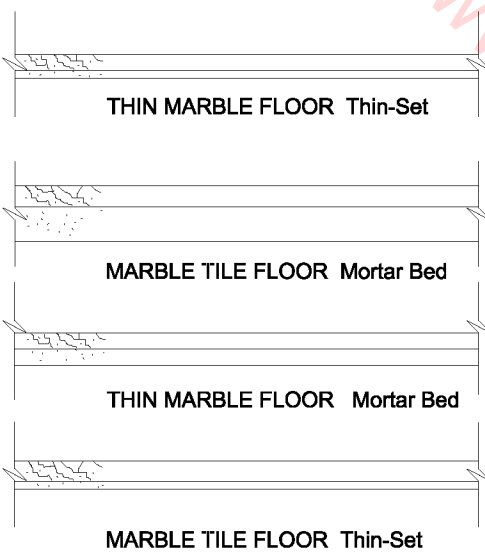 THIN MARBLE FLOOR Thin-Set
MARBLE TILE FLOOR Mortar Bed
THIN MARBLE FLOOR Mortar Bed
MARBLE TILE FLOOR Thin-Set